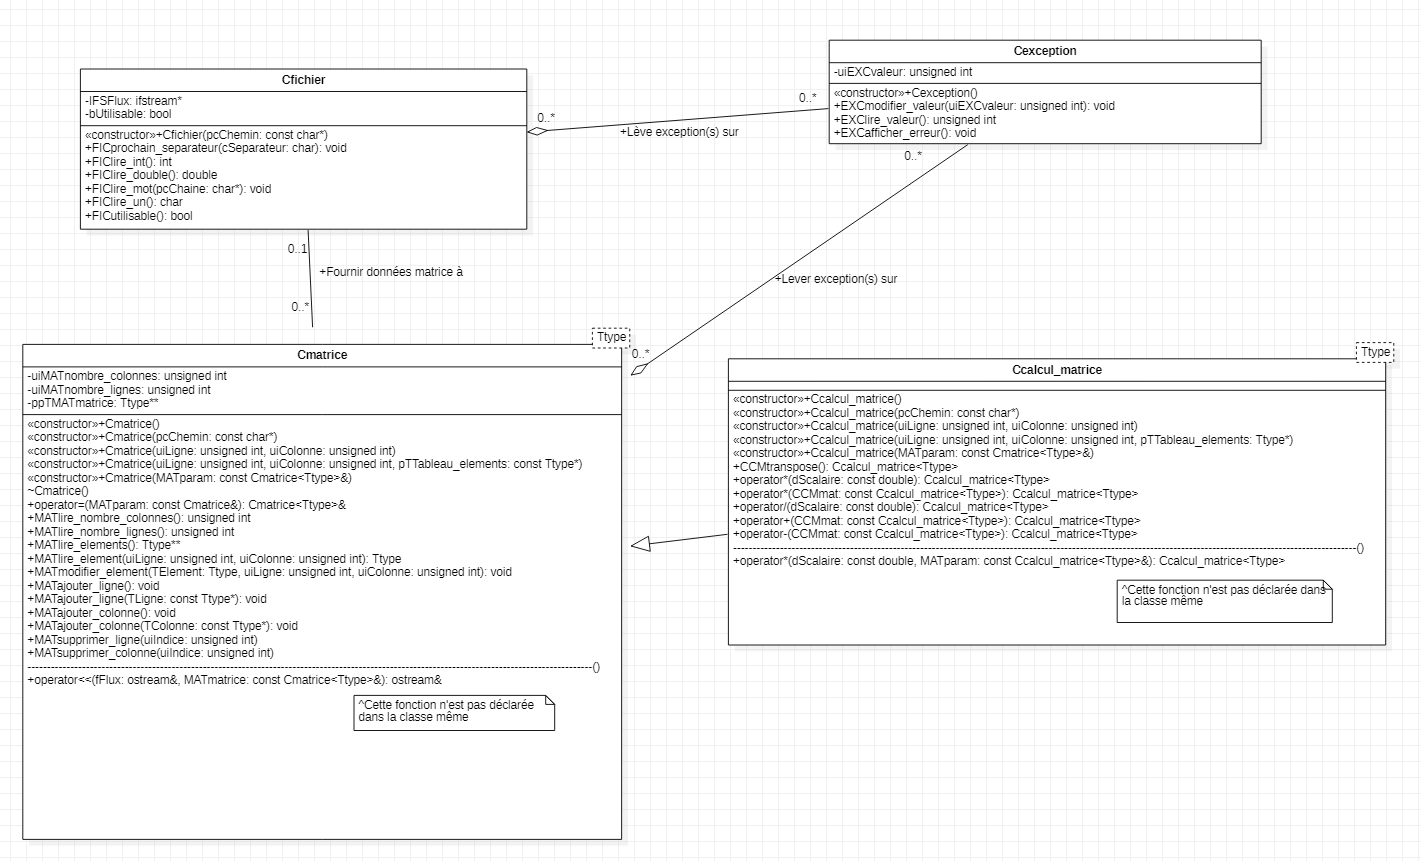 Cfichier
-IFSFlux: ifstream*
-bUtilisable: bool
«constructor»+Cfichier(pcChemin: const char*)
+FICprochain_separateur(cSeparateur: char): void
+FIClire_int(): int
+FIClire_double(): double
+FIClire_mot(pcChaine: char*): void
+FIClire_un(): char
+FICutilisable(): bool
Cexception
-uiEXCvaleur: unsigned int
«constructor»+Cexception()
+EXCmodifier_valeur(uiEXCvaleur: unsigned int): void
+EXClire_valeur(): unsigned int
+EXCafficher_erreur(): void
0..*
0..*
+Lève exception(s) sur
0..*
+Lever exception(s) sur
0..*
0..1
+Fournir données matrice à
0..*
Ttype
Cmatrice
-uiMATnombre_colonnes: unsigned int
-uiMATnombre_lignes: unsigned int
-ppTMATmatrice: Ttype**
«constructor»+Cmatrice()
«constructor»+Cmatrice(pcChemin: const char*)
«constructor»+Cmatrice(uiLigne: unsigned int, uiColonne: unsigned int)
«constructor»+Cmatrice(uiLigne: unsigned int, uiColonne: unsigned int, pTTableau_elements: const Ttype*)
«constructor»+Cmatrice(MATparam: const Cmatrice<Ttype>&)
~Cmatrice()
+operator=(MATparam: const Cmatrice&): Cmatrice<Ttype>&
+MATlire_nombre_colonnes(): unsigned int
+MATlire_nombre_lignes(): unsigned int
+MATlire_elements(): Ttype**
+MATlire_element(uiLigne: unsigned int, uiColonne: unsigned int): Ttype
+MATmodifier_element(TElement: Ttype, uiLigne: unsigned int, uiColonne: unsigned int): void
+MATajouter_ligne(): void
+MATajouter_ligne(TLigne: const Ttype*): void
+MATajouter_colonne(): void
+MATajouter_colonne(TColonne: const Ttype*): void
+MATsupprimer_ligne(uiIndice: unsigned int)
+MATsupprimer_colonne(uiIndice: unsigned int)
---------------------------------------------------------------------------------------------------------------------------------------------()
+operator<<(fFlux: ostream&, MATmatrice: const Cmatrice<Ttype>&): ostream&
^Cette fonction n'est pas déclarée
dans la classe même
Ttype
Ccalcul_matrice
«constructor»+Ccalcul_matrice()
«constructor»+Ccalcul_matrice(pcChemin: const char*)
«constructor»+Ccalcul_matrice(uiLigne: unsigned int, uiColonne: unsigned int)
«constructor»+Ccalcul_matrice(uiLigne: unsigned int, uiColonne: unsigned int, pTTableau_elements: Ttype*)
«constructor»+Ccalcul_matrice(MATparam: const Cmatrice<Ttype>&)
+CCMtranspose(): Ccalcul_matrice<Ttype>
+operator*(dScalaire: const double): Ccalcul_matrice<Ttype>
+operator*(CCMmat: const Ccalcul_matrice<Ttype>): Ccalcul_matrice<Ttype>
+operator/(dScalaire: const double): Ccalcul_matrice<Ttype>
+operator+(CCMmat: const Ccalcul_matrice<Ttype>): Ccalcul_matrice<Ttype>
+operator-(CCMmat: const Ccalcul_matrice<Ttype>): Ccalcul_matrice<Ttype>
-----------------------------------------------------------------------------------------------------------------------------------------------------------()
+operator*(dScalaire: const double, MATparam: const Ccalcul_matrice<Ttype>&): Ccalcul_matrice<Ttype>
^Cette fonction n'est pas déclarée dans
la classe même